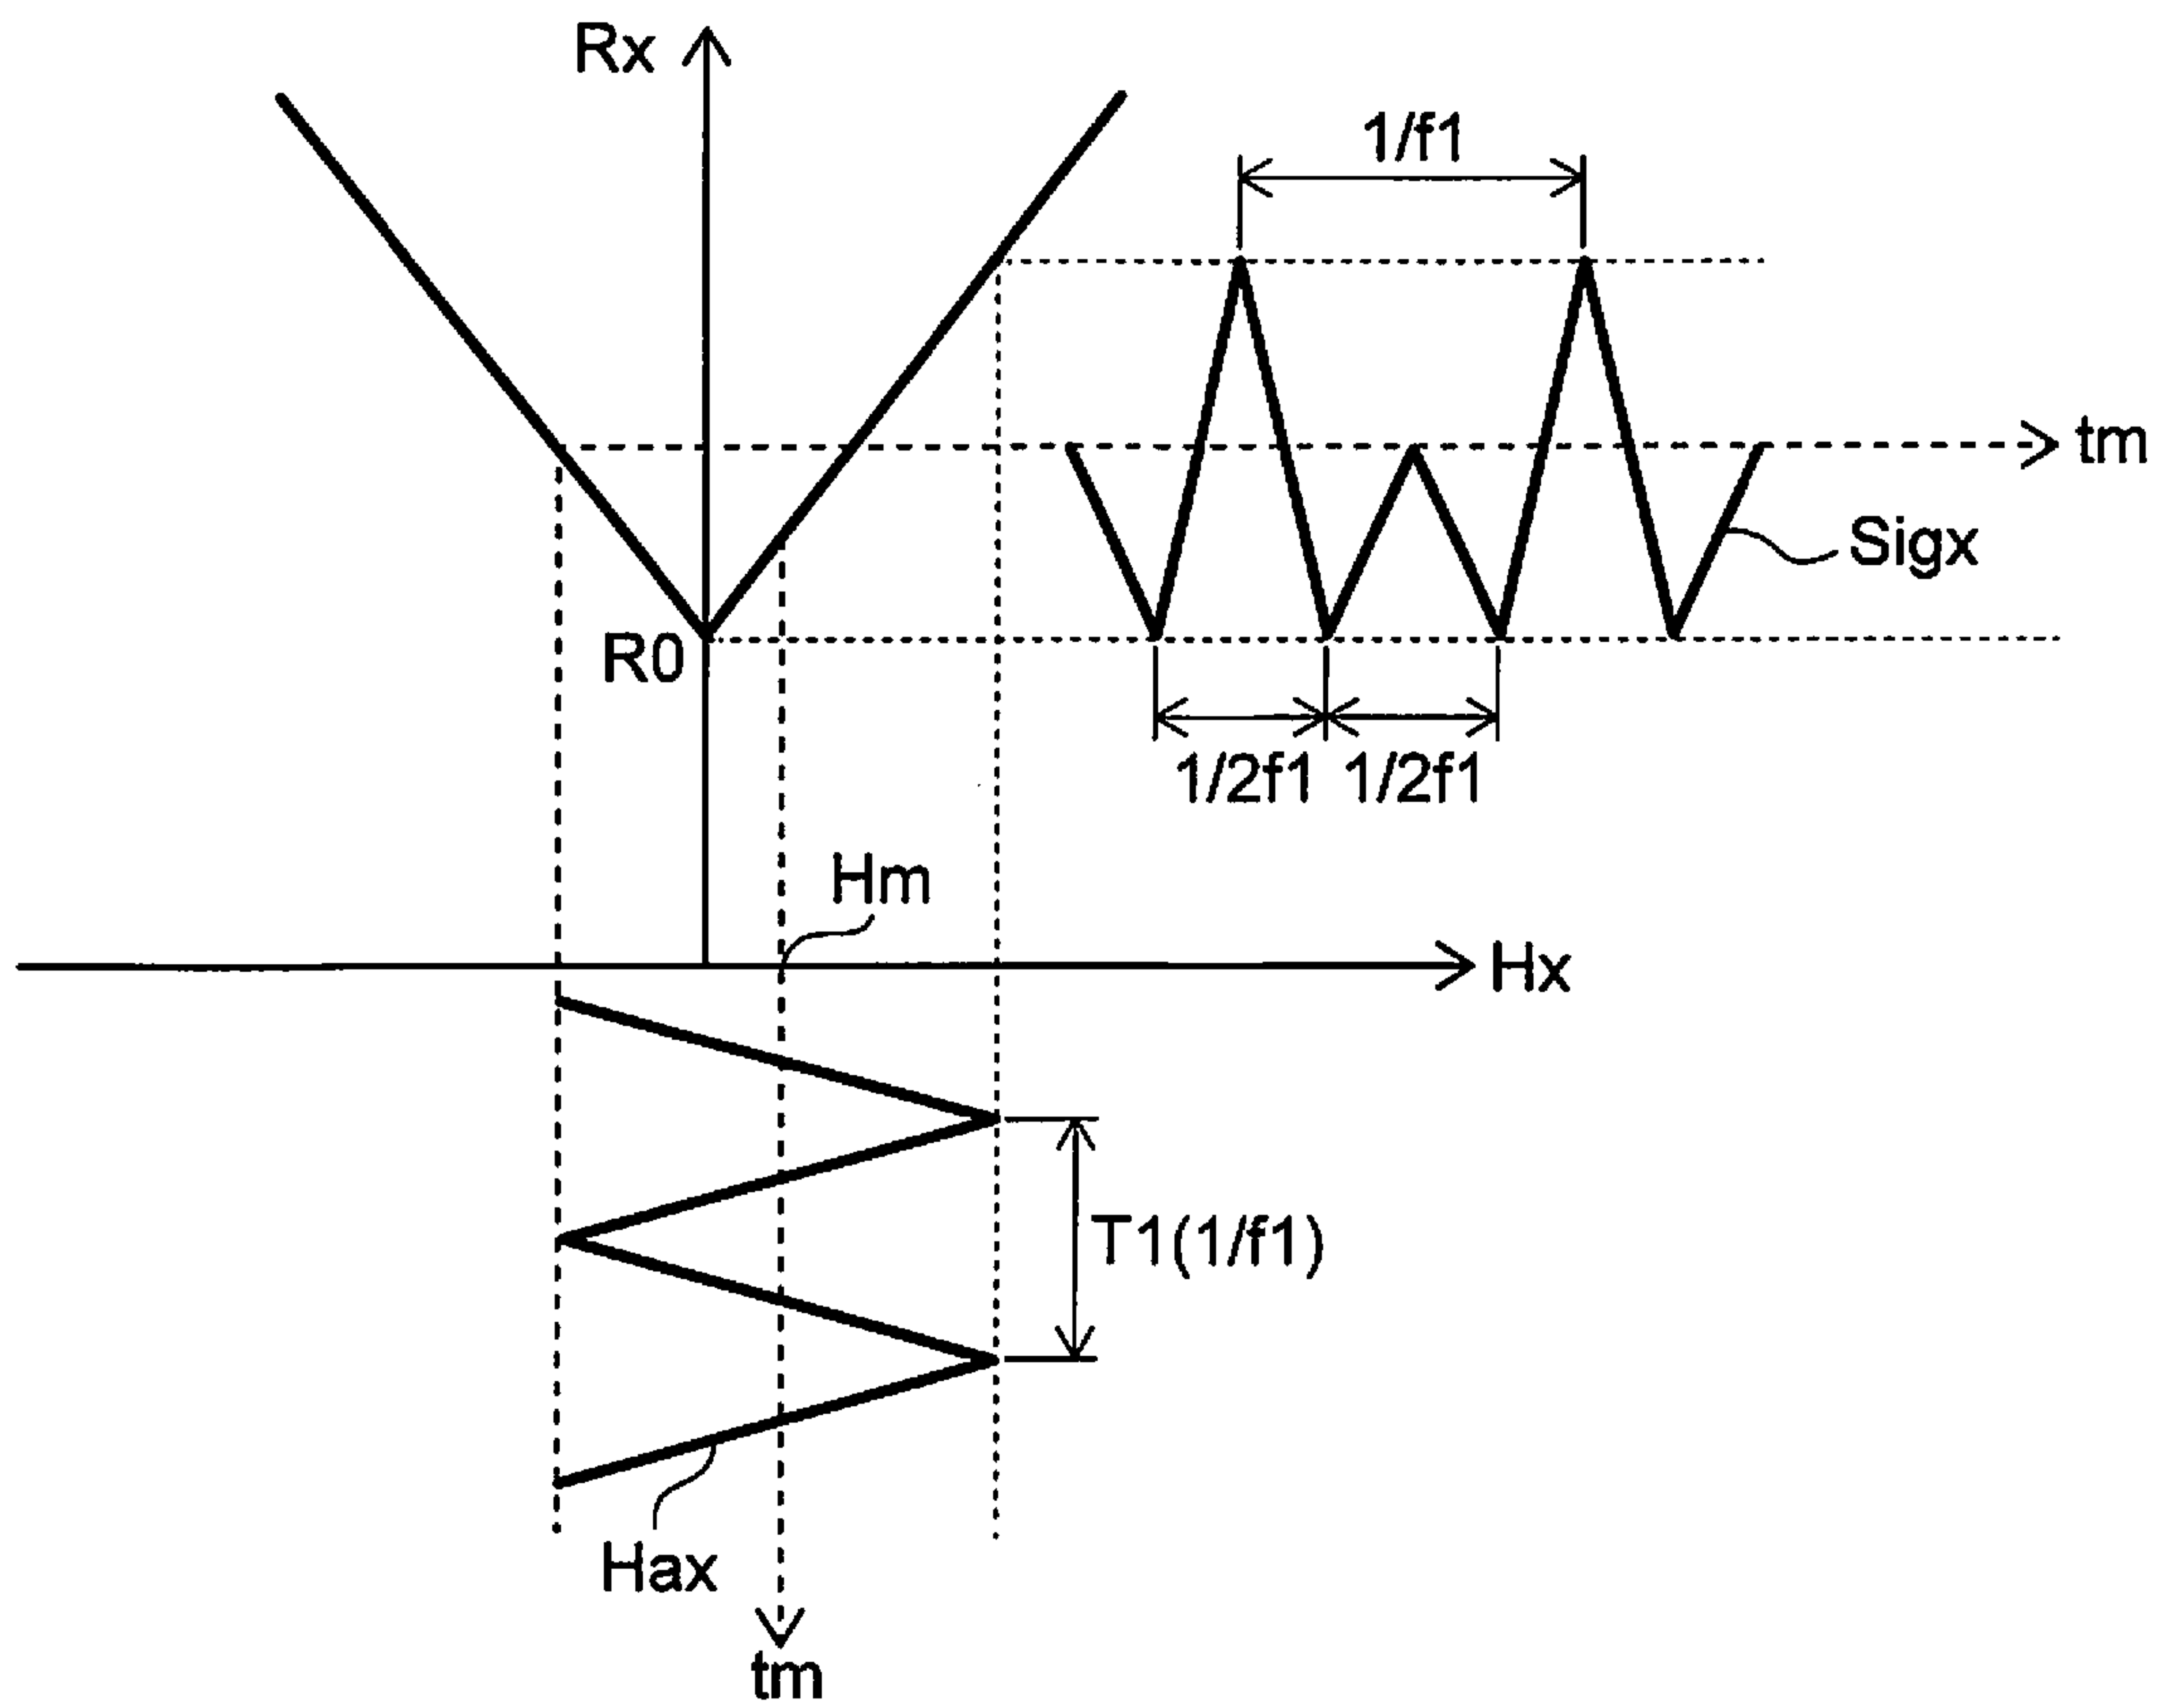 Rx
1/f1
tm
Sigx
R0
1/2f1 1/2f1
Hm
Hx
T1(1/f1)
Hax
tm